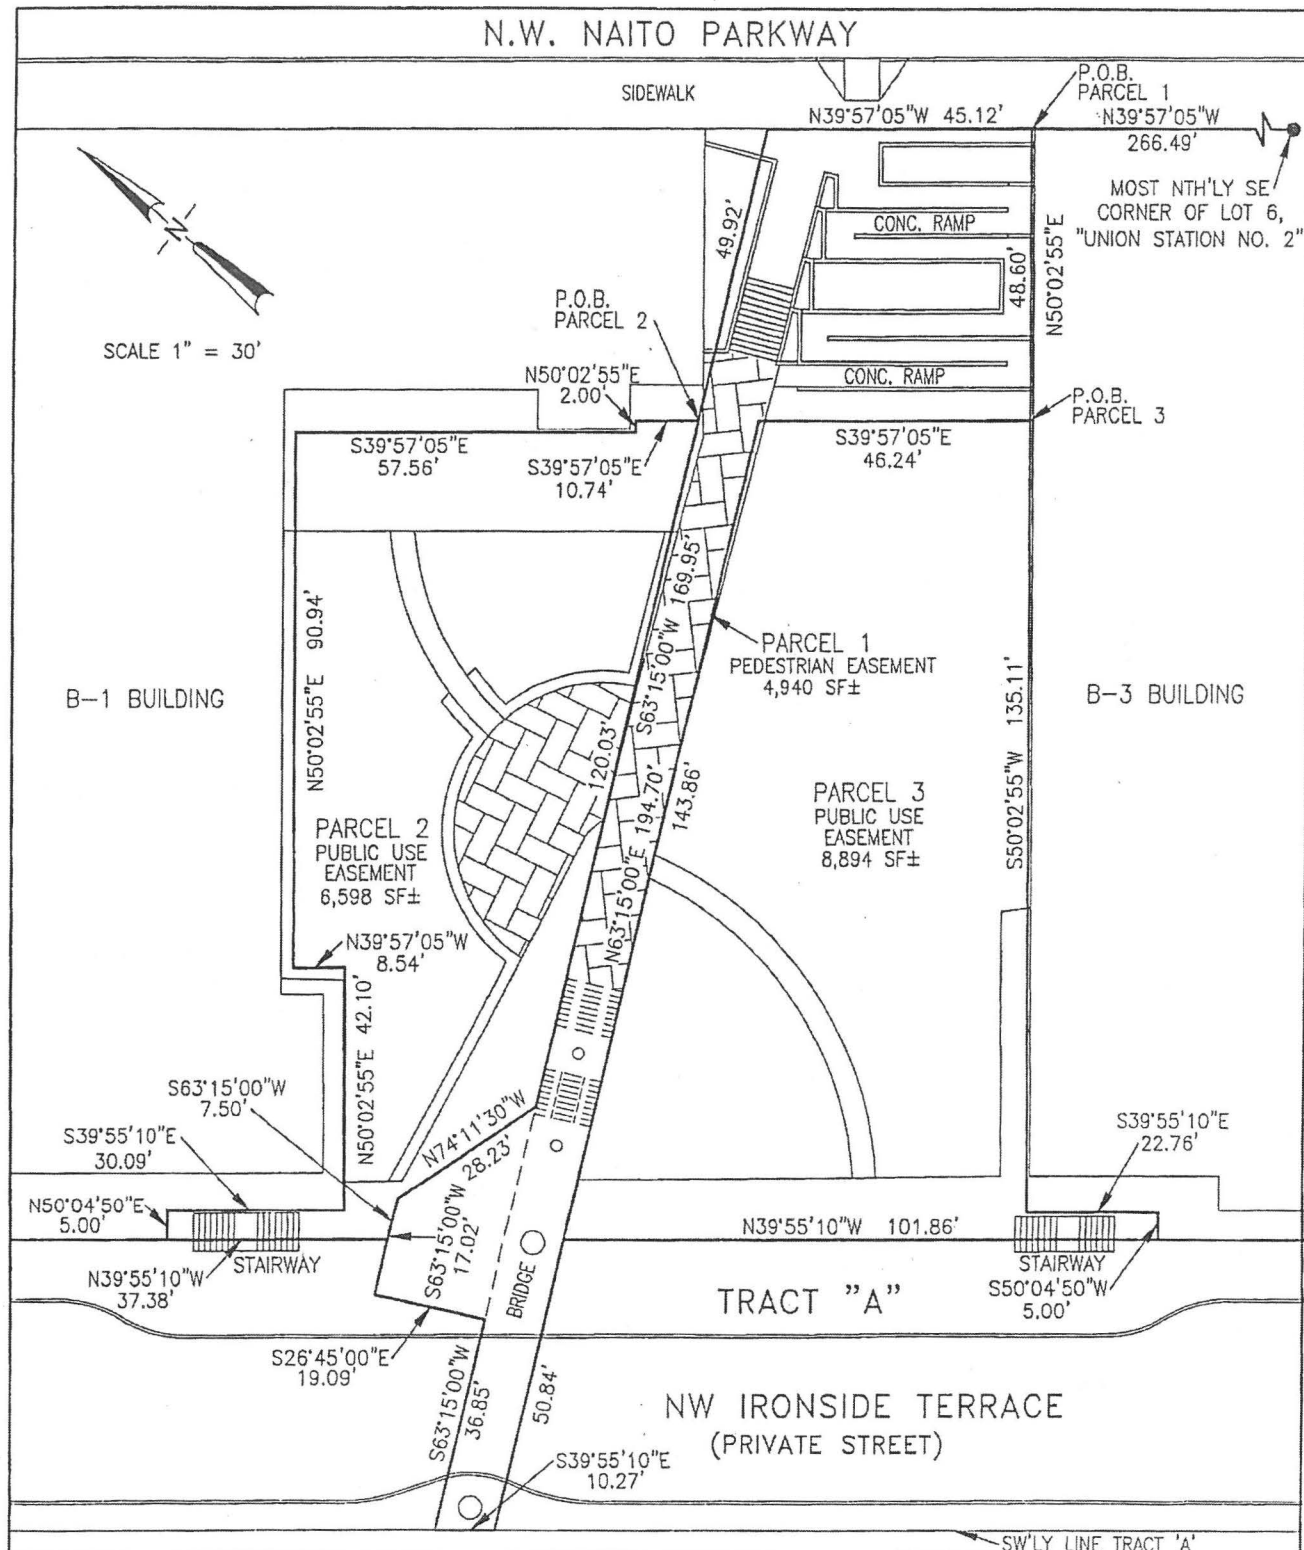 N.W. NAITO PARKWAY
SIDEWALK
P.O.B.
PARCEL 1
N39°57'05"W 45.12'
N39°57'05"W
266.49'
MOST NTH'LY SE
CORNER OF LOT 6,
"UNION STATION NO. 2"
N
SCALE 1" = 30'
49.92'
CONC. RAMP
48.60'
N50°02'55"E
P.O.B.
PARCEL 2
N50°02'55"E
2.00'
CONC. RAMP
P.O.B.
PARCEL 3
S39°57'05"E
57.56'
S39°57'05"E
10.74'
S39°57'05"E
46.24'
S63°15'00"W 169.95'
N50°02'55"E 90.94'
PARCEL 1
PEDESTRIAN EASEMENT
4,940 SF±
B-1 BUILDING
B-3 BUILDING
120.03'
N63°15'00"E 194.70'
143.86'
S50°02'55"W 135.11'
PARCEL 3
PUBLIC USE
EASEMENT
8,894 SF±
PARCEL 2
PUBLIC USE
EASEMENT
6,598 SF±
N39°57'05"W
8.54'
N50°02'55"E 42.10'
S63°15'00"W
7.50'
N74°11'30"W
28.23'
S39°55'10"E
30.09'
S39°55'10"E
22.76'
N50°04'50"E
5.00'
S63°15'00"W
17.02'
N39°55'10"W 101.86'
STAIRWAY
STAIRWAY
N39°55'10"W
37.38'
BRIDGE
S50°04'50"W
5.00'
TRACT "A"
S26°45'00"E
19.09'
S63°15'00"W
36.85'
50.84'
NW IRONSIDE TERRACE
(PRIVATE STREET)
S39°55'10"E
10.27'
SW'LY LINE TRACT 'A'